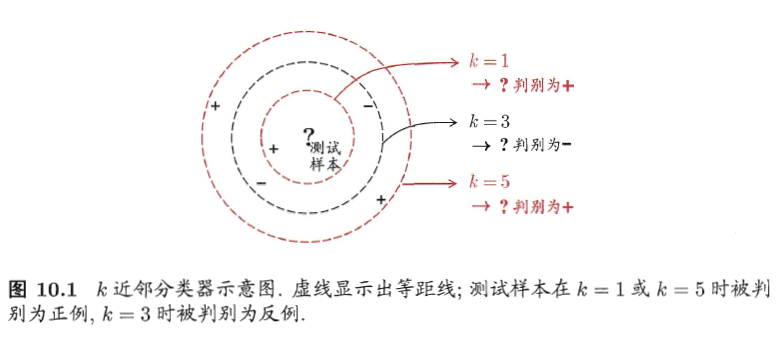 k = 1
→ ? 判别为+
+
−
k = 3
→ ? 判别为−
?
+
测试
样本
−
+
k = 5
→ ? 判别为+
图 10.1 k 近邻分类器示意图. 虚线显示出等距线; 测试样本在 k = 1 或 k = 5 时被判
别为正例, k = 3 时被判别为反例.